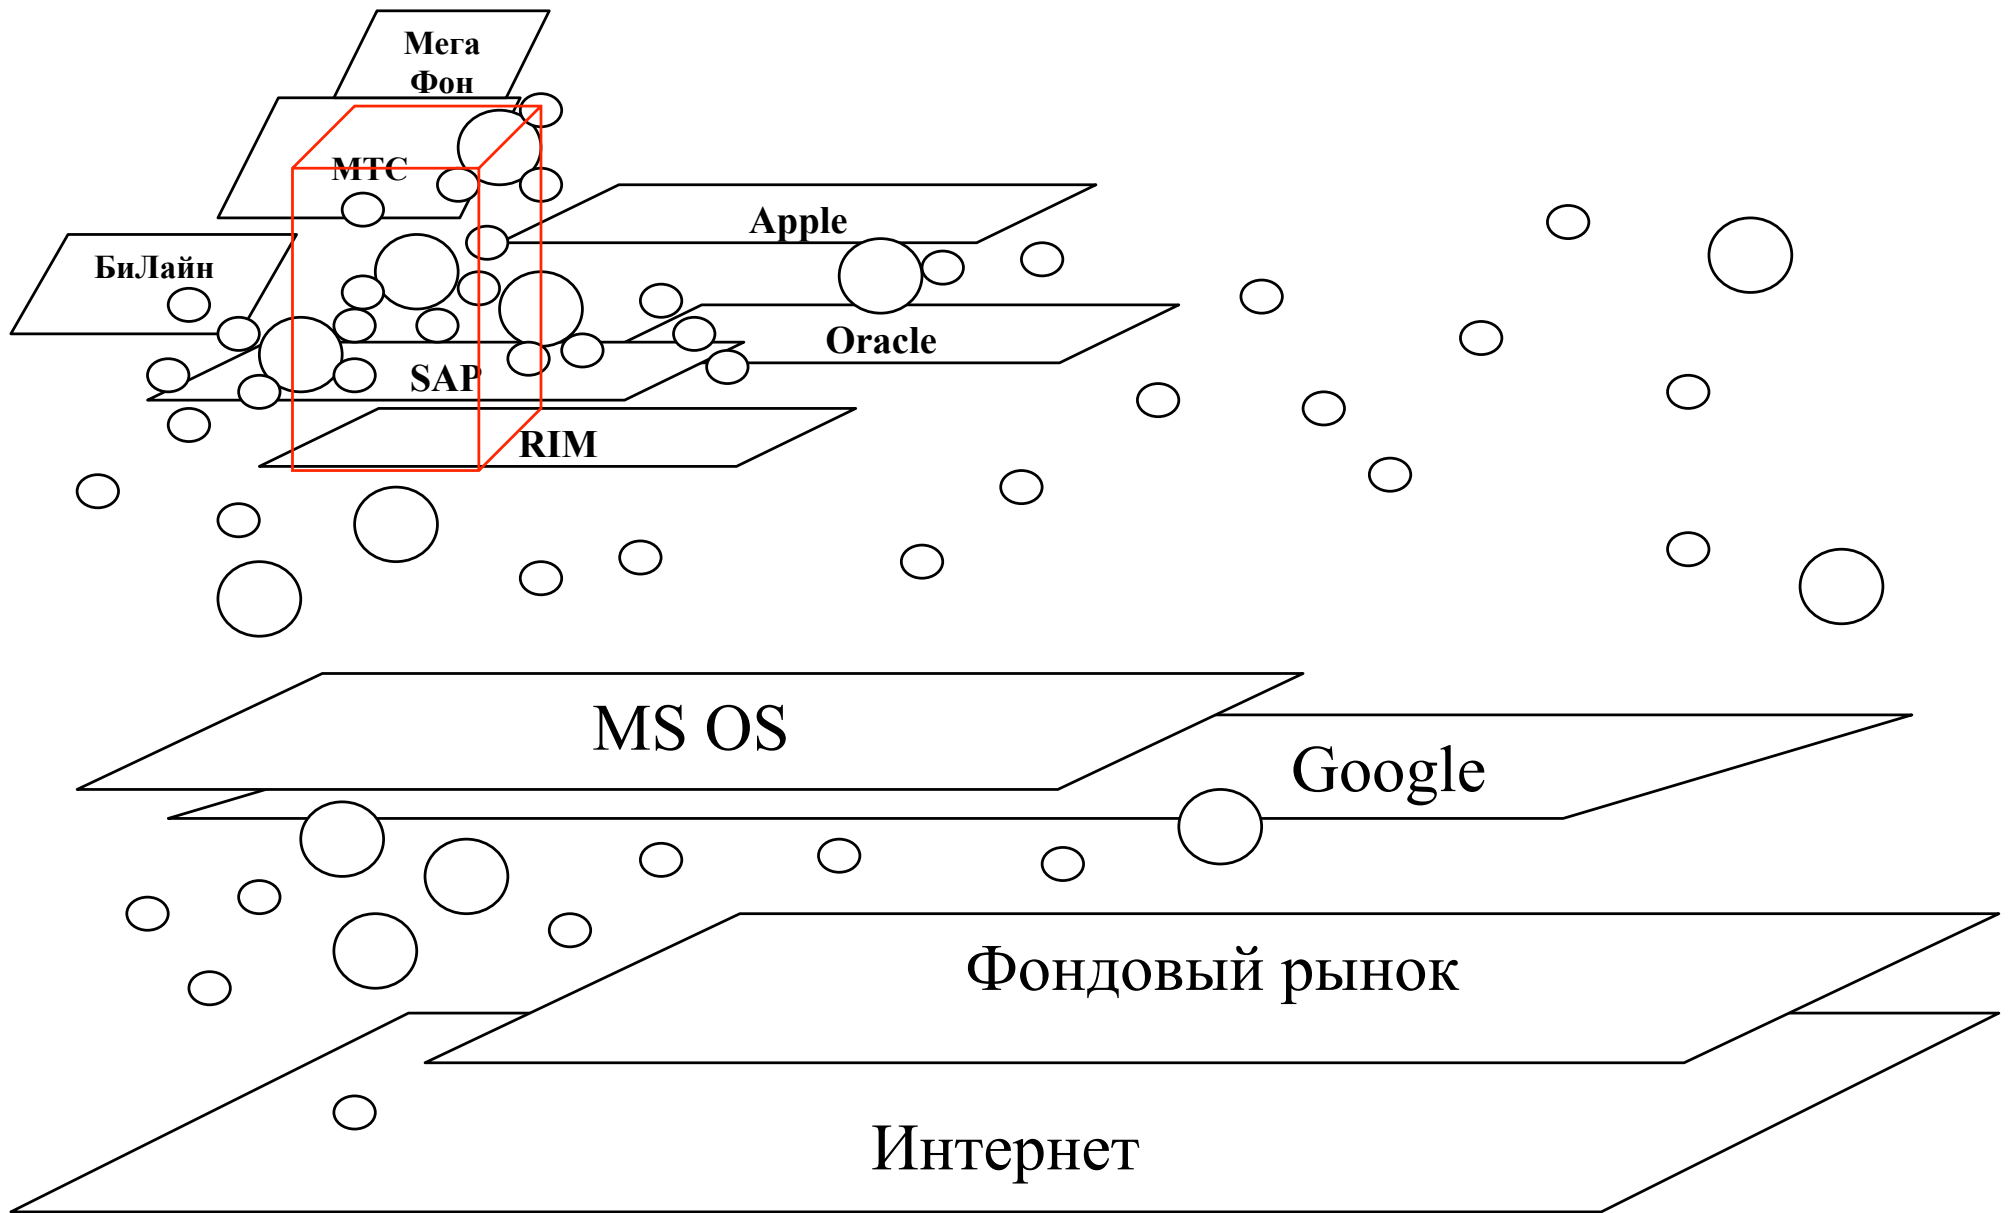 Мега
Фон
МТС
БиЛайн
Apple
Oracle
SAP
RIM
MS OS
Google
Фондовый рынок
Интернет